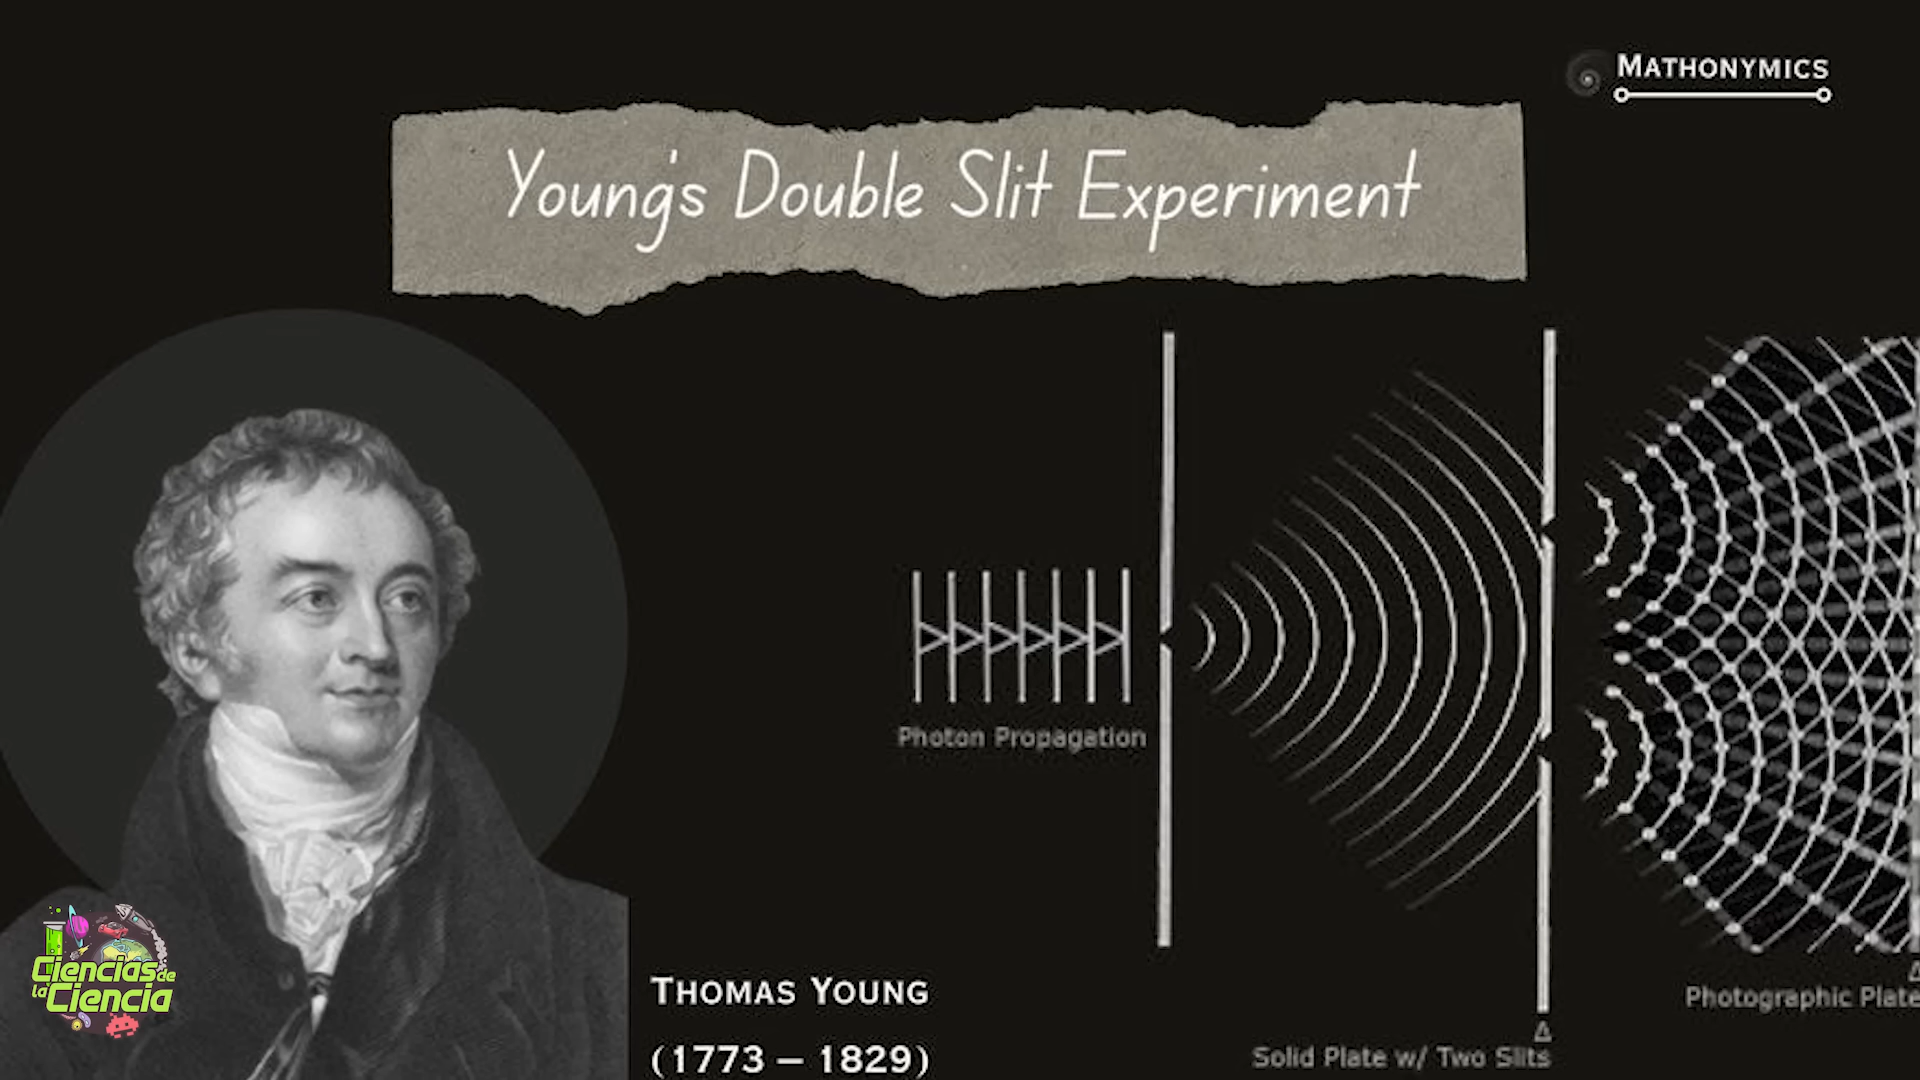 MATHONYMICS
Young's Double Slit Experiment
Photon Propagation
Ciencias de
la Ciencia
THOMAS YOUNG
(1773 – 1829)
Photographic Plate
Solid Plate w/ Two Slits